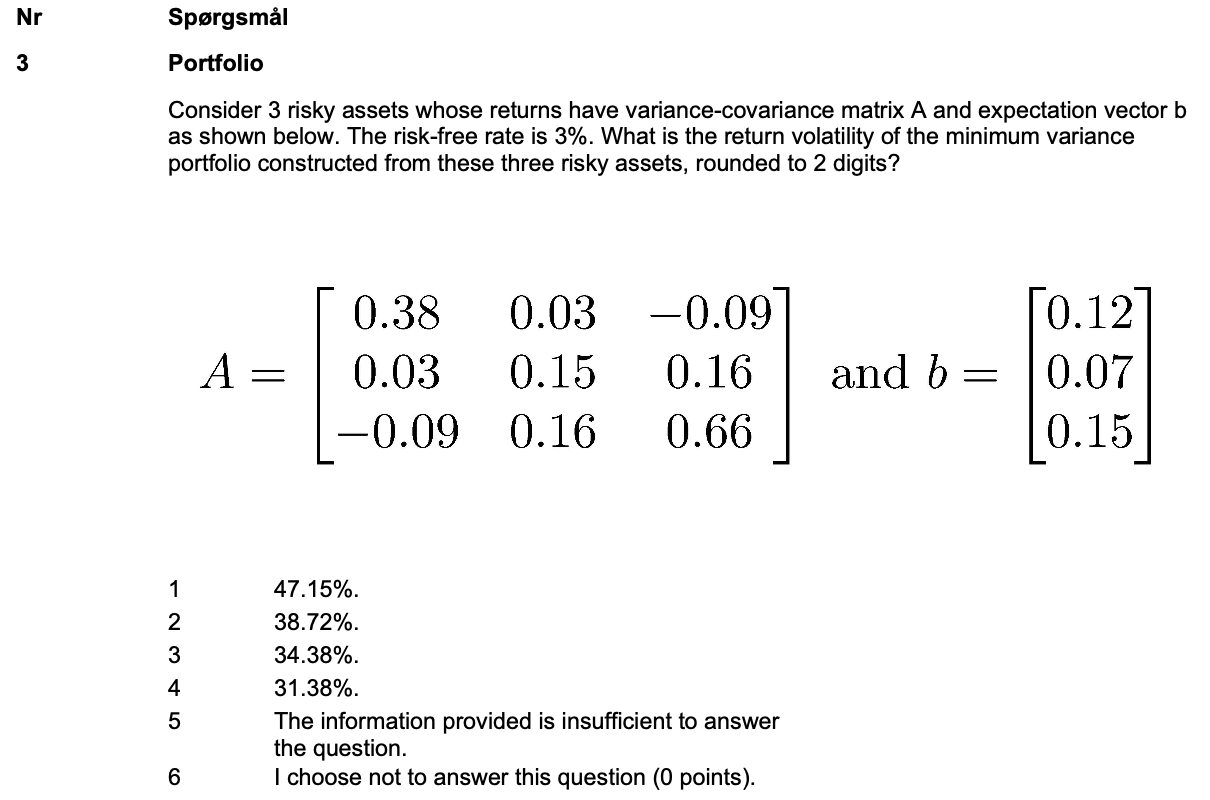 Nr Spørgsmål
3 Portfolio
Consider 3 risky assets whose returns have variance-covariance matrix A and expectation vector b
as shown below. The risk-free rate is 3%. What is the return volatility of the minimum variance
portfolio constructed from these three risky assets, rounded to 2 digits?
0.38 0.03 −0.09 0.12
A = 0.03 0.15 0.16 and b = 0.07
−0.09 0.16 0.66 0.15
1 47.15%.
2 38.72%.
3 34.38%.
4 31.38%.
5 The information provided is insufficient to answer
the question.
6 I choose not to answer this question (0 points).